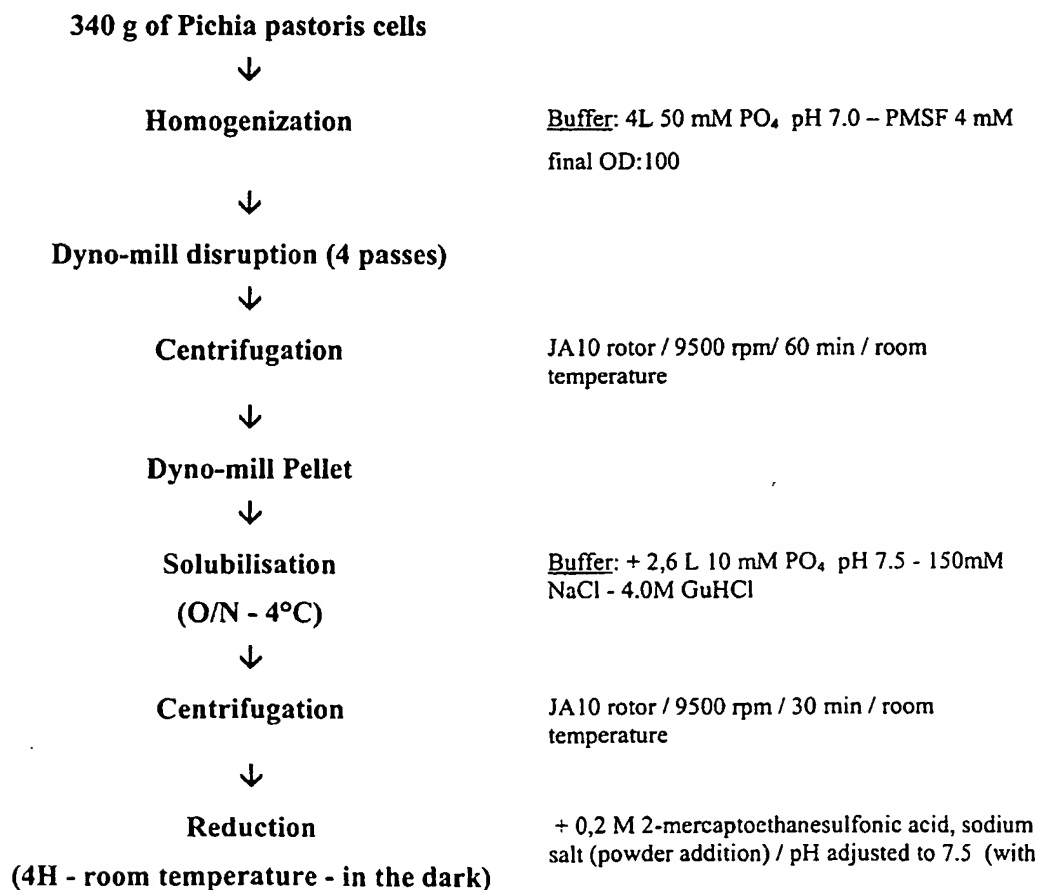 340 g of Pichia pastoris cells
↓
Homogenization
Buffer: 4L 50 mM PO₄ pH 7.0 – PMSF 4 mM
final OD:100
↓
Dyno-mill disruption (4 passes)
↓
Centrifugation
JA10 rotor / 9500 rpm/ 60 min / room
temperature
↓
Dyno-mill Pellet
↓
Solubilisation
(O/N - 4°C)
Buffer: + 2,6 L 10 mM PO₄ pH 7.5 - 150mM
NaCl - 4.0M GuHCl
↓
Centrifugation
JA10 rotor / 9500 rpm / 30 min / room
temperature
↓
Reduction
(4H - room temperature - in the dark)
+ 0,2 M 2-mercaptoethanesulfonic acid, sodium
salt (powder addition) / pH adjusted to 7.5 (with